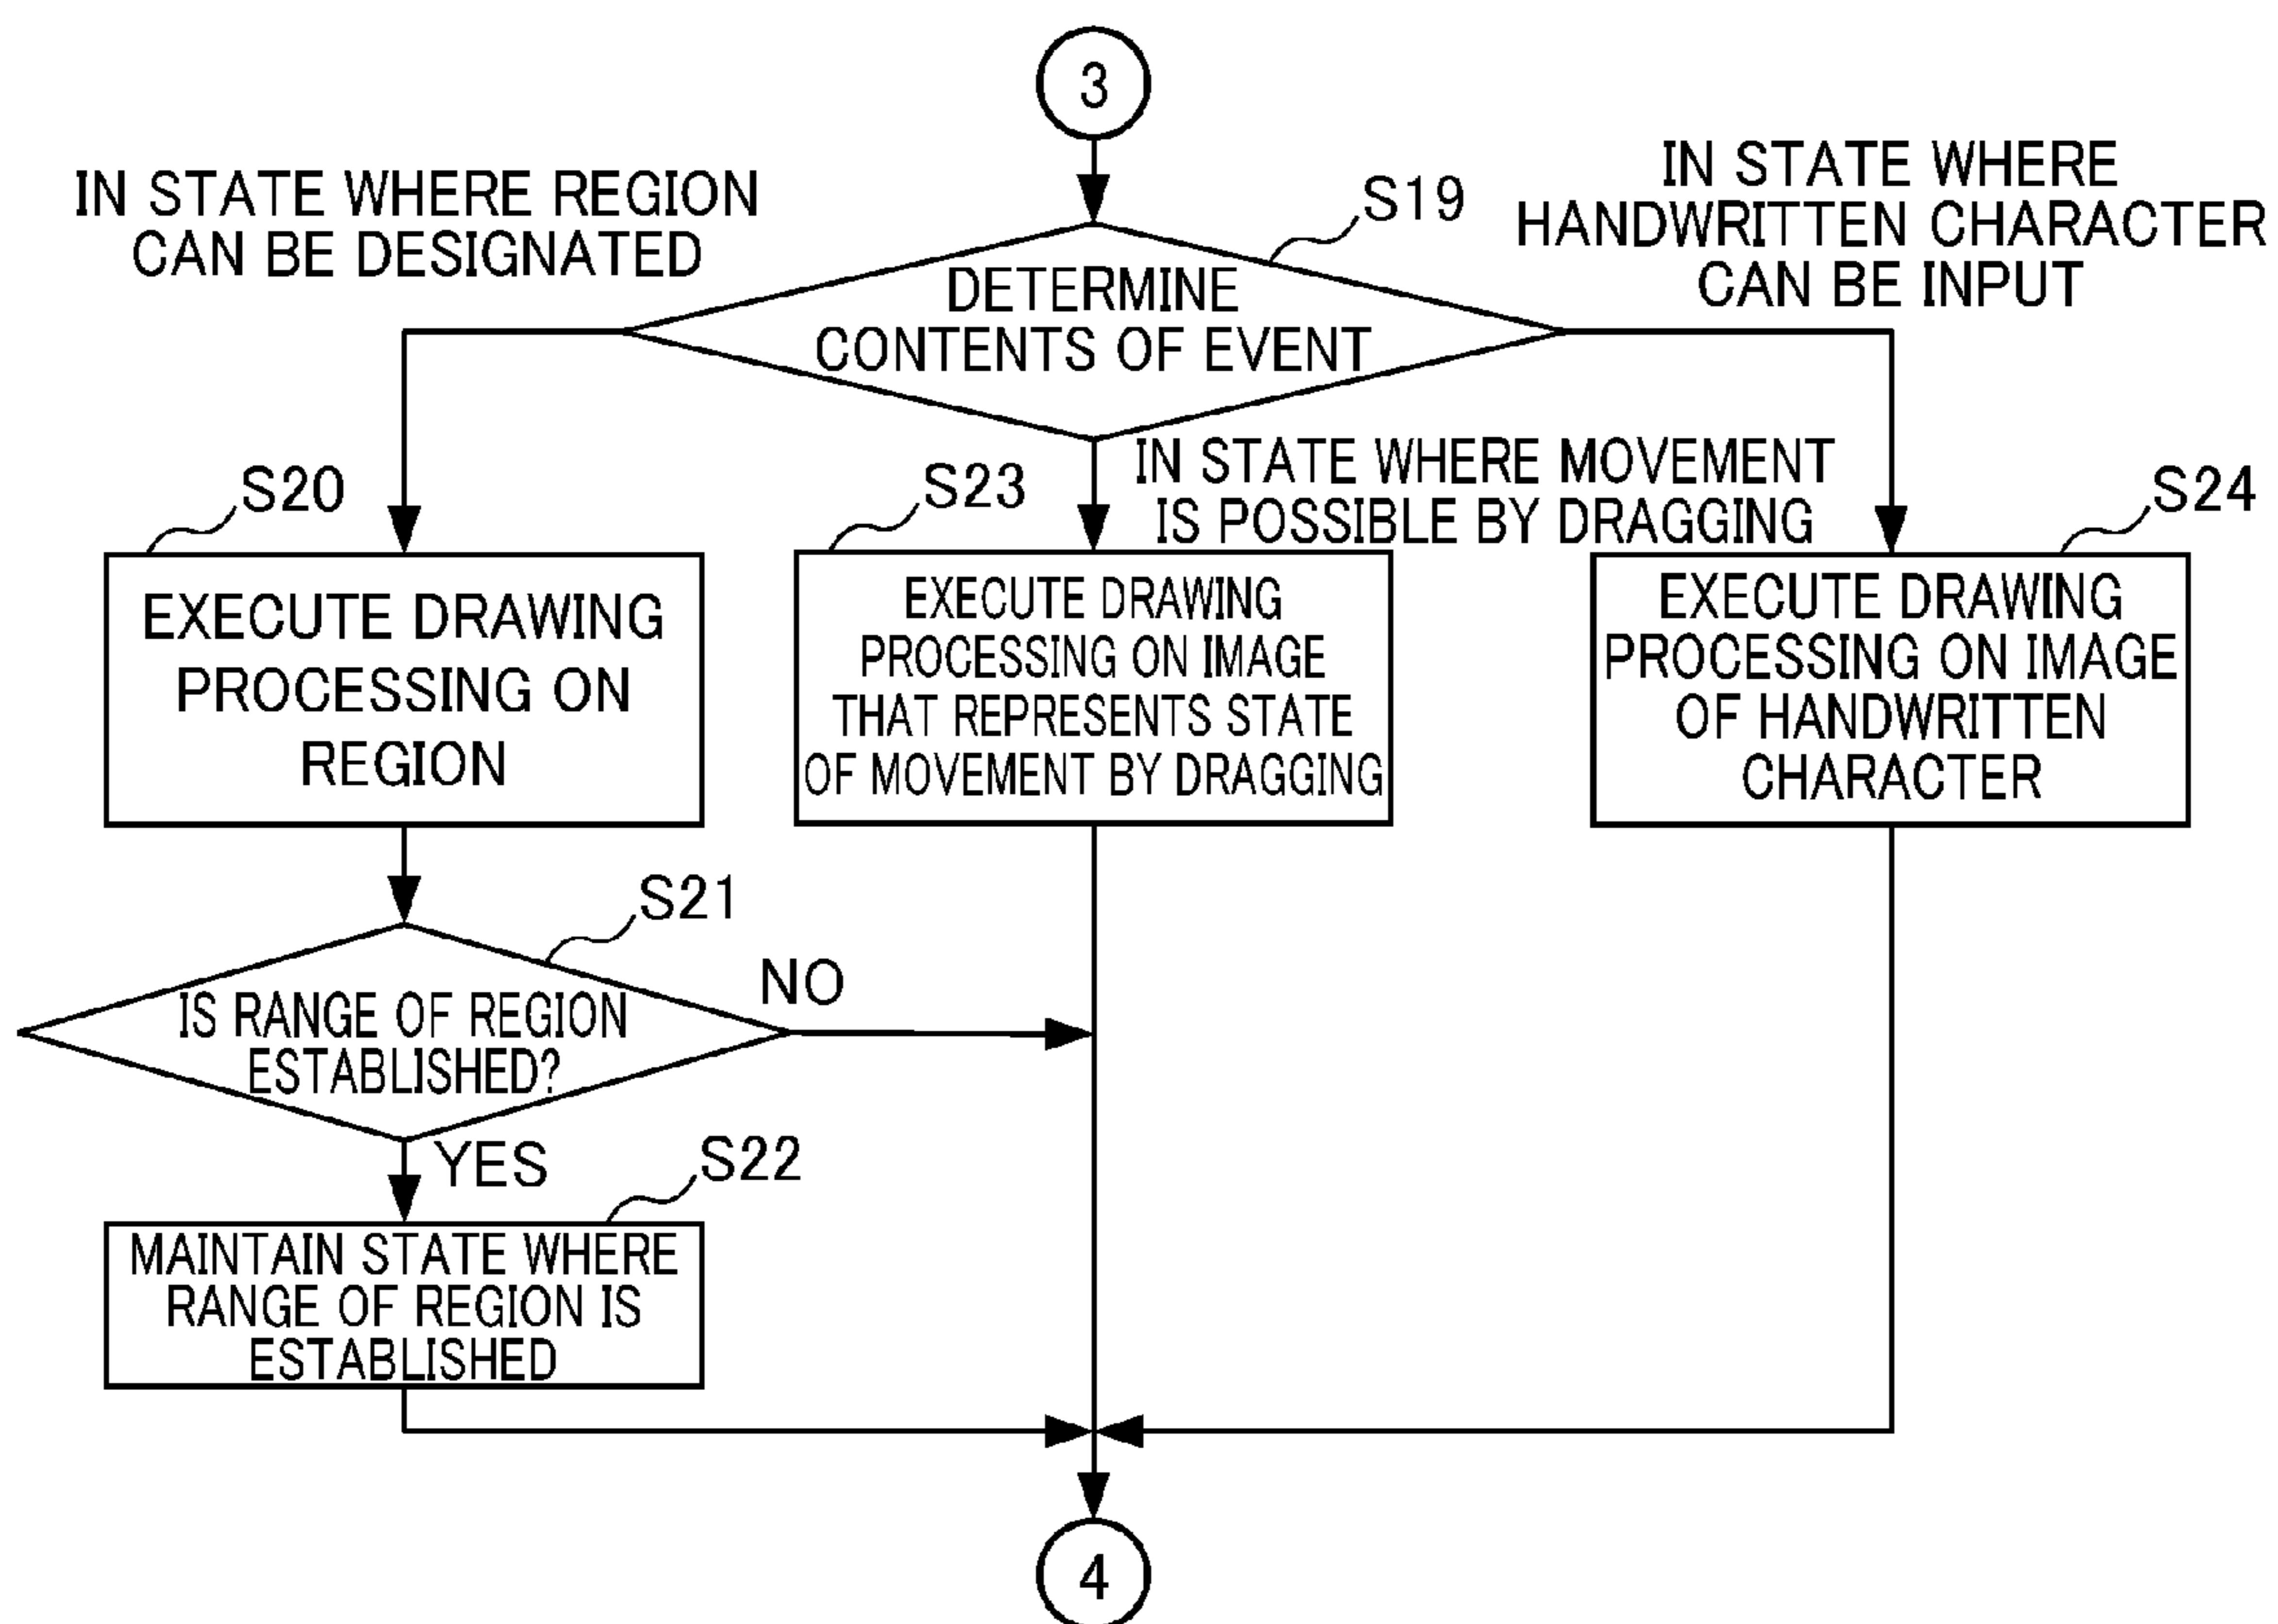 3
IN STATE WHERE REGION
CAN BE DESIGNATED
S19
IN STATE WHERE
HANDWRITTEN CHARACTER
CAN BE INPUT
DETERMINE
CONTENTS OF EVENT
S20
EXECUTE DRAWING
PROCESSING ON
REGION
S23
IN STATE WHERE MOVEMENT
IS POSSIBLE BY DRAGGING
EXECUTE DRAWING
PROCESSING ON IMAGE
THAT REPRESENTS STATE
OF MOVEMENT BY DRAGGING
S24
EXECUTE DRAWING
PROCESSING ON IMAGE
OF HANDWRITTEN
CHARACTER
S21
IS RANGE OF REGION
ESTABLISHED?
NO
YES
S22
MAINTAIN STATE WHERE
RANGE OF REGION IS
ESTABLISHED
4